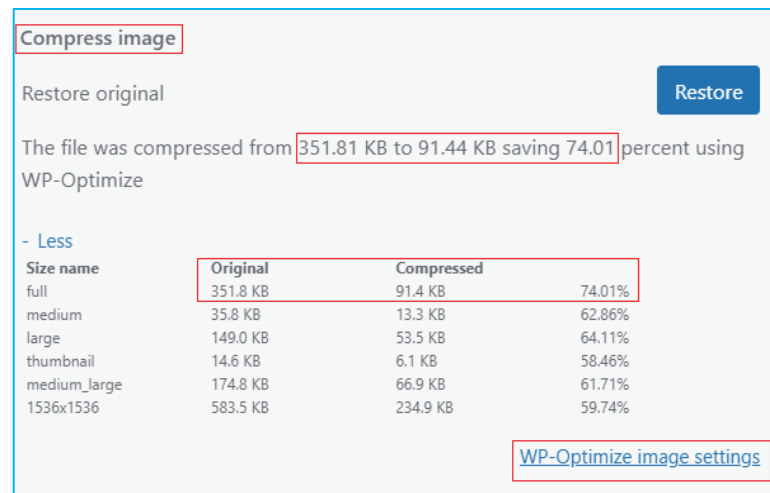 Compress image
Restore original Restore
The file was compressed from 351.81 KB to 91.44 KB saving 74.01 percent using
WP-Optimize
- Less
Size name Original Compressed
full 351.8 KB 91.4 KB 74.01%
medium 35.8 KB 13.3 KB 62.86%
large 149.0 KB 53.5 KB 64.11%
thumbnail 14.6 KB 6.1 KB 58.46%
medium_large 174.8 KB 66.9 KB 61.71%
1536x1536 583.5 KB 234.9 KB 59.74%
WP-Optimize image settings